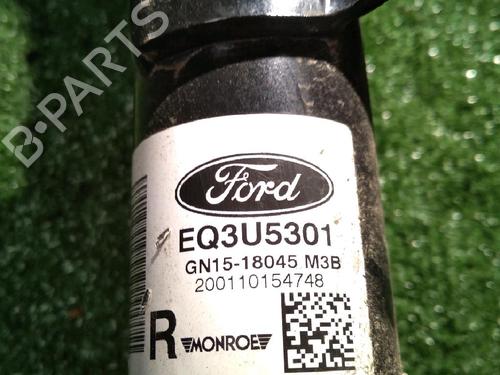 B-PARTS
Ford
EQ3U5301
GN15-18045 M3B
200110154748
R MONROE